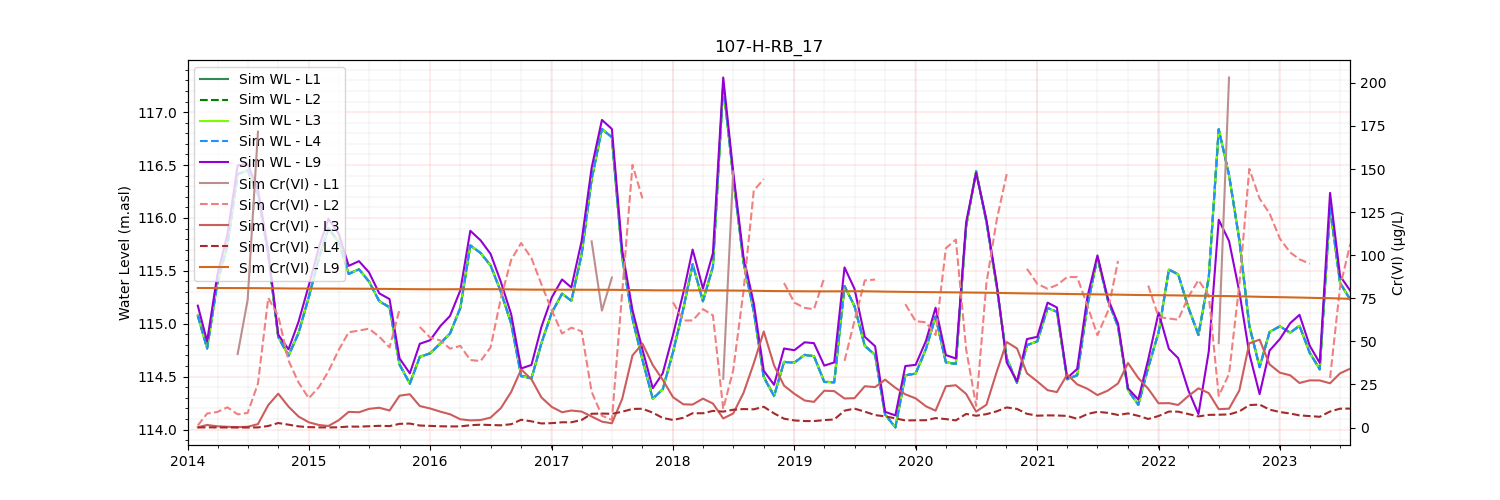 107-H-RB_17
Sim WL - L1
Sim WL - L2
Sim WL - L3
Sim WL - L4
Sim WL - L9
Sim Cr(VI) - L1
Sim Cr(VI) - L2
Sim Cr(VI) - L3
Sim Cr(VI) - L4
Sim Cr(VI) - L9
Water Level (m.asl)
117.0
116.5
116.0
115.5
115.0
114.5
114.0
Cr(VI) (μg/L)
200
175
150
125
100
75
50
25
0
2014 2015 2016 2017 2018 2019 2020 2021 2022 2023